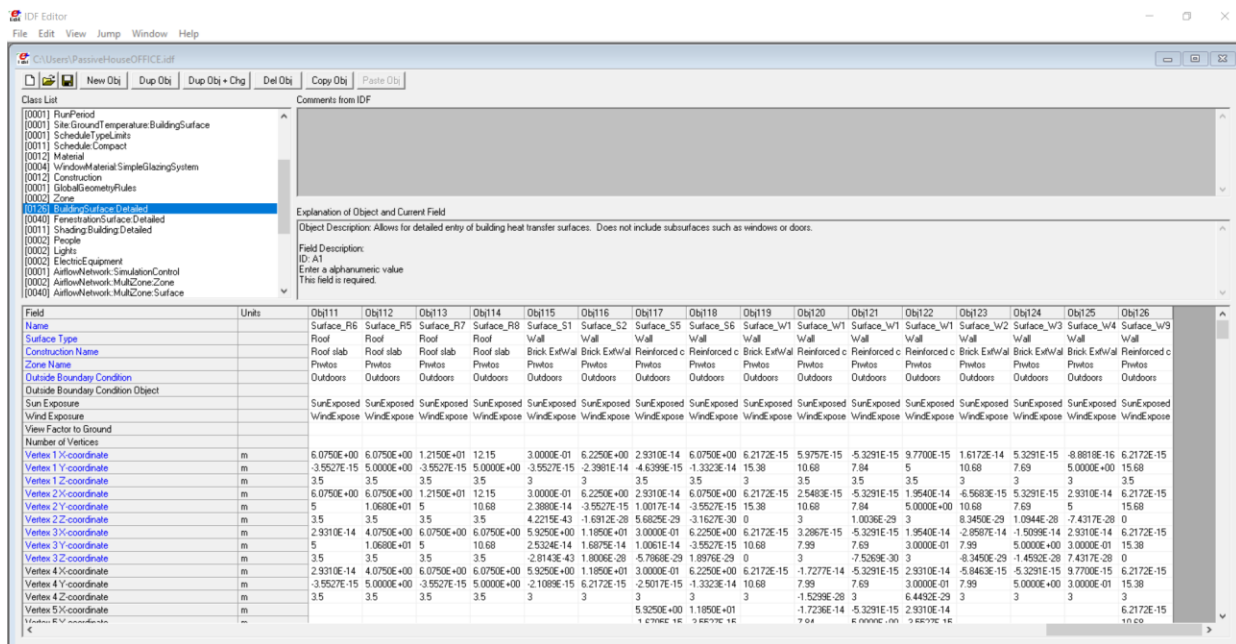 IDF Editor
File Edit View Jump Window Help
C:\Users\PassiveHouseOFFICE.idf
New Obj Dup Obj Dup Obj + Chg Del Obj Copy Obj Paste Obj
Class List
Comments from IDF
[0001] RunPeriod
[0001] Site:GroundTemperature:BuildingSurface
[0001] ScheduleTypeLimits
[0011] Schedule:Compact
[0012] Material
[0004] WindowMaterial:SimpleGlazingSystem
[0012] Construction
[0001] GlobalGeometryRules
[0002] Zone
[0126] BuildingSurface:Detailed
[0040] FenestrationSurface:Detailed
[0011] Shading:Building:Detailed
[0002] People
[0002] Lights
[0002] ElectricEquipment
[0001] AirflowNetwork:SimulationControl
[0002] AirflowNetwork:MultiZone:Zone
[0040] AirflowNetwork:MultiZone:Surface
Explanation of Object and Current Field
Object Description: Allows for detailed entry of building heat transfer surfaces. Does not include subsurfaces such as windows or doors.
Field Description:
ID: A1
Enter a alphanumeric value
This field is required.
Field Units Obj111 Obj112 Obj113 Obj114 Obj115 Obj116 Obj117 Obj118 Obj119 Obj120 Obj121 Obj122 Obj123 Obj124 Obj125 Obj126
Name Surface_R6 Surface_R5 Surface_R7 Surface_R8 Surface_S1 Surface_S2 Surface_S5 Surface_S6 Surface_W1 Surface_W1 Surface_W1 Surface_W1 Surface_W2 Surface_W3 Surface_W4 Surface_W9
Surface Type Roof Roof Roof Roof Wall Wall Wall Wall Wall Wall Wall Wall Wall Wall Wall Wall
Construction Name Roof slab Roof slab Roof slab Roof slab Brick ExtWal Brick ExtWal Reinforced c Reinforced c Brick ExtWal Reinforced c Reinforced c Reinforced c Brick ExtWal Brick ExtWal Brick ExtWal Reinforced c
Zone Name Prwtos Prwtos Prwtos Prwtos Prwtos Prwtos Prwtos Prwtos Prwtos Prwtos Prwtos Prwtos Prwtos Prwtos Prwtos Prwtos
Outside Boundary Condition Outdoors Outdoors Outdoors Outdoors Outdoors Outdoors Outdoors Outdoors Outdoors Outdoors Outdoors Outdoors Outdoors Outdoors Outdoors Outdoors
Outside Boundary Condition Object
Sun Exposure SunExposed SunExposed SunExposed SunExposed SunExposed SunExposed SunExposed SunExposed SunExposed SunExposed SunExposed SunExposed SunExposed SunExposed SunExposed SunExposed
Wind Exposure WindExpose WindExpose WindExpose WindExpose WindExpose WindExpose WindExpose WindExpose WindExpose WindExpose WindExpose WindExpose WindExpose WindExpose WindExpose WindExpose
View Factor to Ground
Number of Vertices
Vertex 1 X-coordinate m 6.0750E+00 6.0750E+00 1.2150E+01 12.15 3.0000E-01 6.2250E+00 2.9310E-14 6.0750E+00 6.2172E-15 5.9757E-15 -5.3291E-15 9.7700E-15 1.6172E-14 5.3291E-15 -8.8818E-16 6.2172E-15
Vertex 1 Y-coordinate m -3.5527E-15 5.0000E+00 -3.5527E-15 5.0000E+00 -3.5527E-15 -2.3981E-14 -4.6399E-15 -1.3323E-14 15.38 10.68 7.84 5 10.68 7.69 5.0000E+00 15.68
Vertex 1 Z-coordinate m 3.5 3.5 3.5 3.5 3 3 3.5 3.5 3 3.5 3.5 3.5 3 3 3 3.5
Vertex 2 X-coordinate m 6.0750E+00 6.0750E+00 1.2150E+01 12.15 3.0000E-01 6.2250E+00 2.9310E-14 6.0750E+00 6.2172E-15 2.5483E-15 -5.3291E-15 1.9540E-14 -6.5683E-15 5.3291E-15 2.9310E-14 6.2172E-15
Vertex 2 Y-coordinate m 5 1.0680E+01 5 10.68 2.3880E-14 -3.5527E-15 1.0017E-14 -3.5527E-15 15.38 10.68 7.84 5.0000E+00 10.68 7.69 5 15.68
Vertex 2 Z-coordinate m 3.5 3.5 3.5 3.5 4.2215E-43 -1.6912E-28 5.6825E-29 -3.1627E-30 0 3 1.0036E-29 3 8.3450E-29 1.0944E-28 -7.4317E-28 0
Vertex 3 X-coordinate m 2.9310E-14 4.0750E+00 6.0750E+00 6.0750E+00 5.9250E+00 1.1850E+01 3.0000E-01 6.2250E+00 6.2172E-15 3.2867E-15 -5.3291E-15 1.9540E-14 -2.8587E-14 -1.5099E-14 2.9310E-14 6.2172E-15
Vertex 3 Y-coordinate m 5 1.0680E+01 5 10.68 2.5324E-14 1.6875E-14 1.0061E-14 -3.5527E-15 10.68 7.99 7.69 3.0000E-01 7.99 5.0000E+00 3.0000E-01 15.38
Vertex 3 Z-coordinate m 3.5 3.5 3.5 3.5 -2.8143E-43 1.8006E-28 -5.7868E-29 1.8976E-29 0 3 -7.5269E-30 3 -8.3450E-29 -1.4592E-28 7.4317E-28 0
Vertex 4 X-coordinate m 2.9310E-14 4.0750E+00 6.0750E+00 6.0750E+00 5.9250E+00 1.1850E+01 3.0000E-01 6.2250E+00 6.2172E-15 -1.7277E-14 -5.3291E-15 2.9310E-14 -5.8463E-15 -5.3291E-15 9.7700E-15 6.2172E-15
Vertex 4 Y-coordinate m -3.5527E-15 5.0000E+00 -3.5527E-15 5.0000E+00 -2.1089E-15 6.2172E-15 -2.5017E-15 -1.3323E-14 10.68 7.99 7.69 3.0000E-01 7.99 5.0000E+00 3.0000E-01 15.38
Vertex 4 Z-coordinate m 3.5 3.5 3.5 3.5 3 3 3 3 3 -1.5299E-28 3 6.4492E-29 3 3 3 3
Vertex 5 X-coordinate m 5.9250E+00 1.1850E+01 -1.7236E-14 -5.3291E-15 2.9310E-14 6.2172E-15